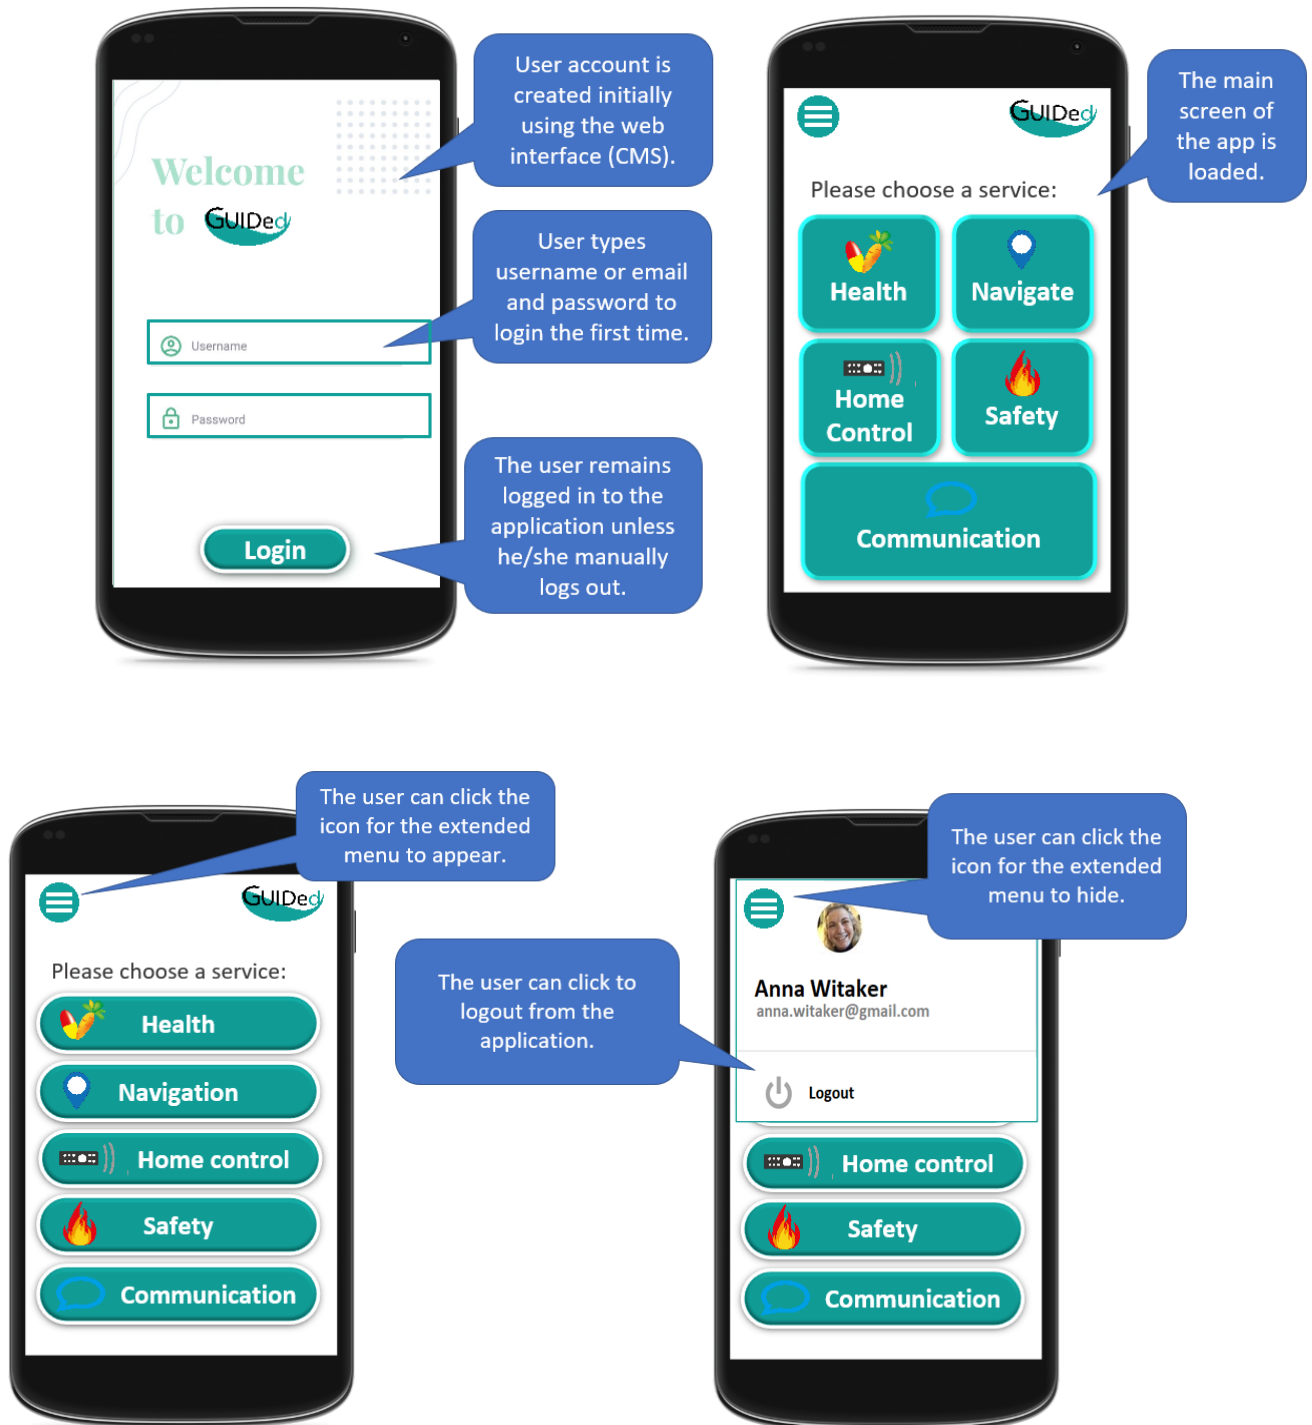 Welcome
to GUIDed
Username
Password
Login
User account is
created initially
using the web
interface (CMS).
User types
username or email
and password to
login the first time.
The user remains
logged in to the
application unless
he/she manually
logs out.
GUIDed
Please choose a service:
Health
Navigate
Home
Control
Safety
Communication
The main
screen of
the app is
loaded.
The user can click the
icon for the extended
menu to appear.
GUIDed
Please choose a service:
Health
Navigation
Home control
Safety
Communication
The user can click to
logout from the
application.
The user can click the
icon for the extended
menu to hide.
Anna Witaker
anna.witaker@gmail.com
Logout
Home control
Safety
Communication